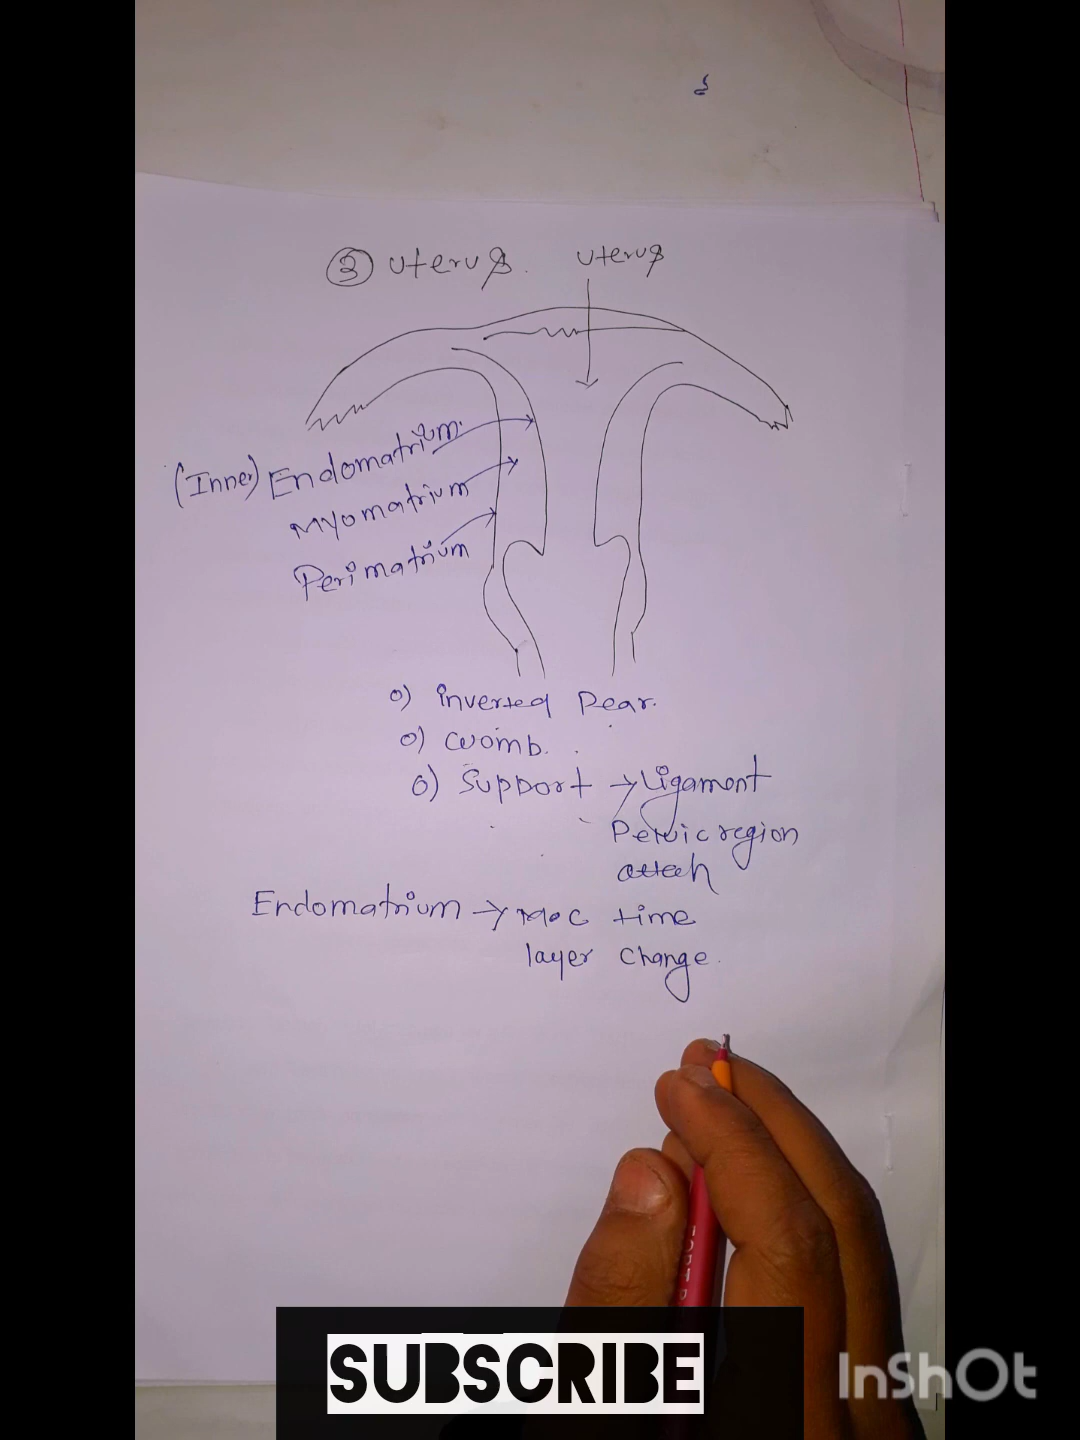 ③ uterus. uterus
(Inner) Endomatrium.
Myomatrium
Perimatrium
o) inverted Pear.
o) womb.
o) Support → Ligament
Pelvic region
attech
Endomatrium → time
layer change.
SUBSCRIBE
InShOt